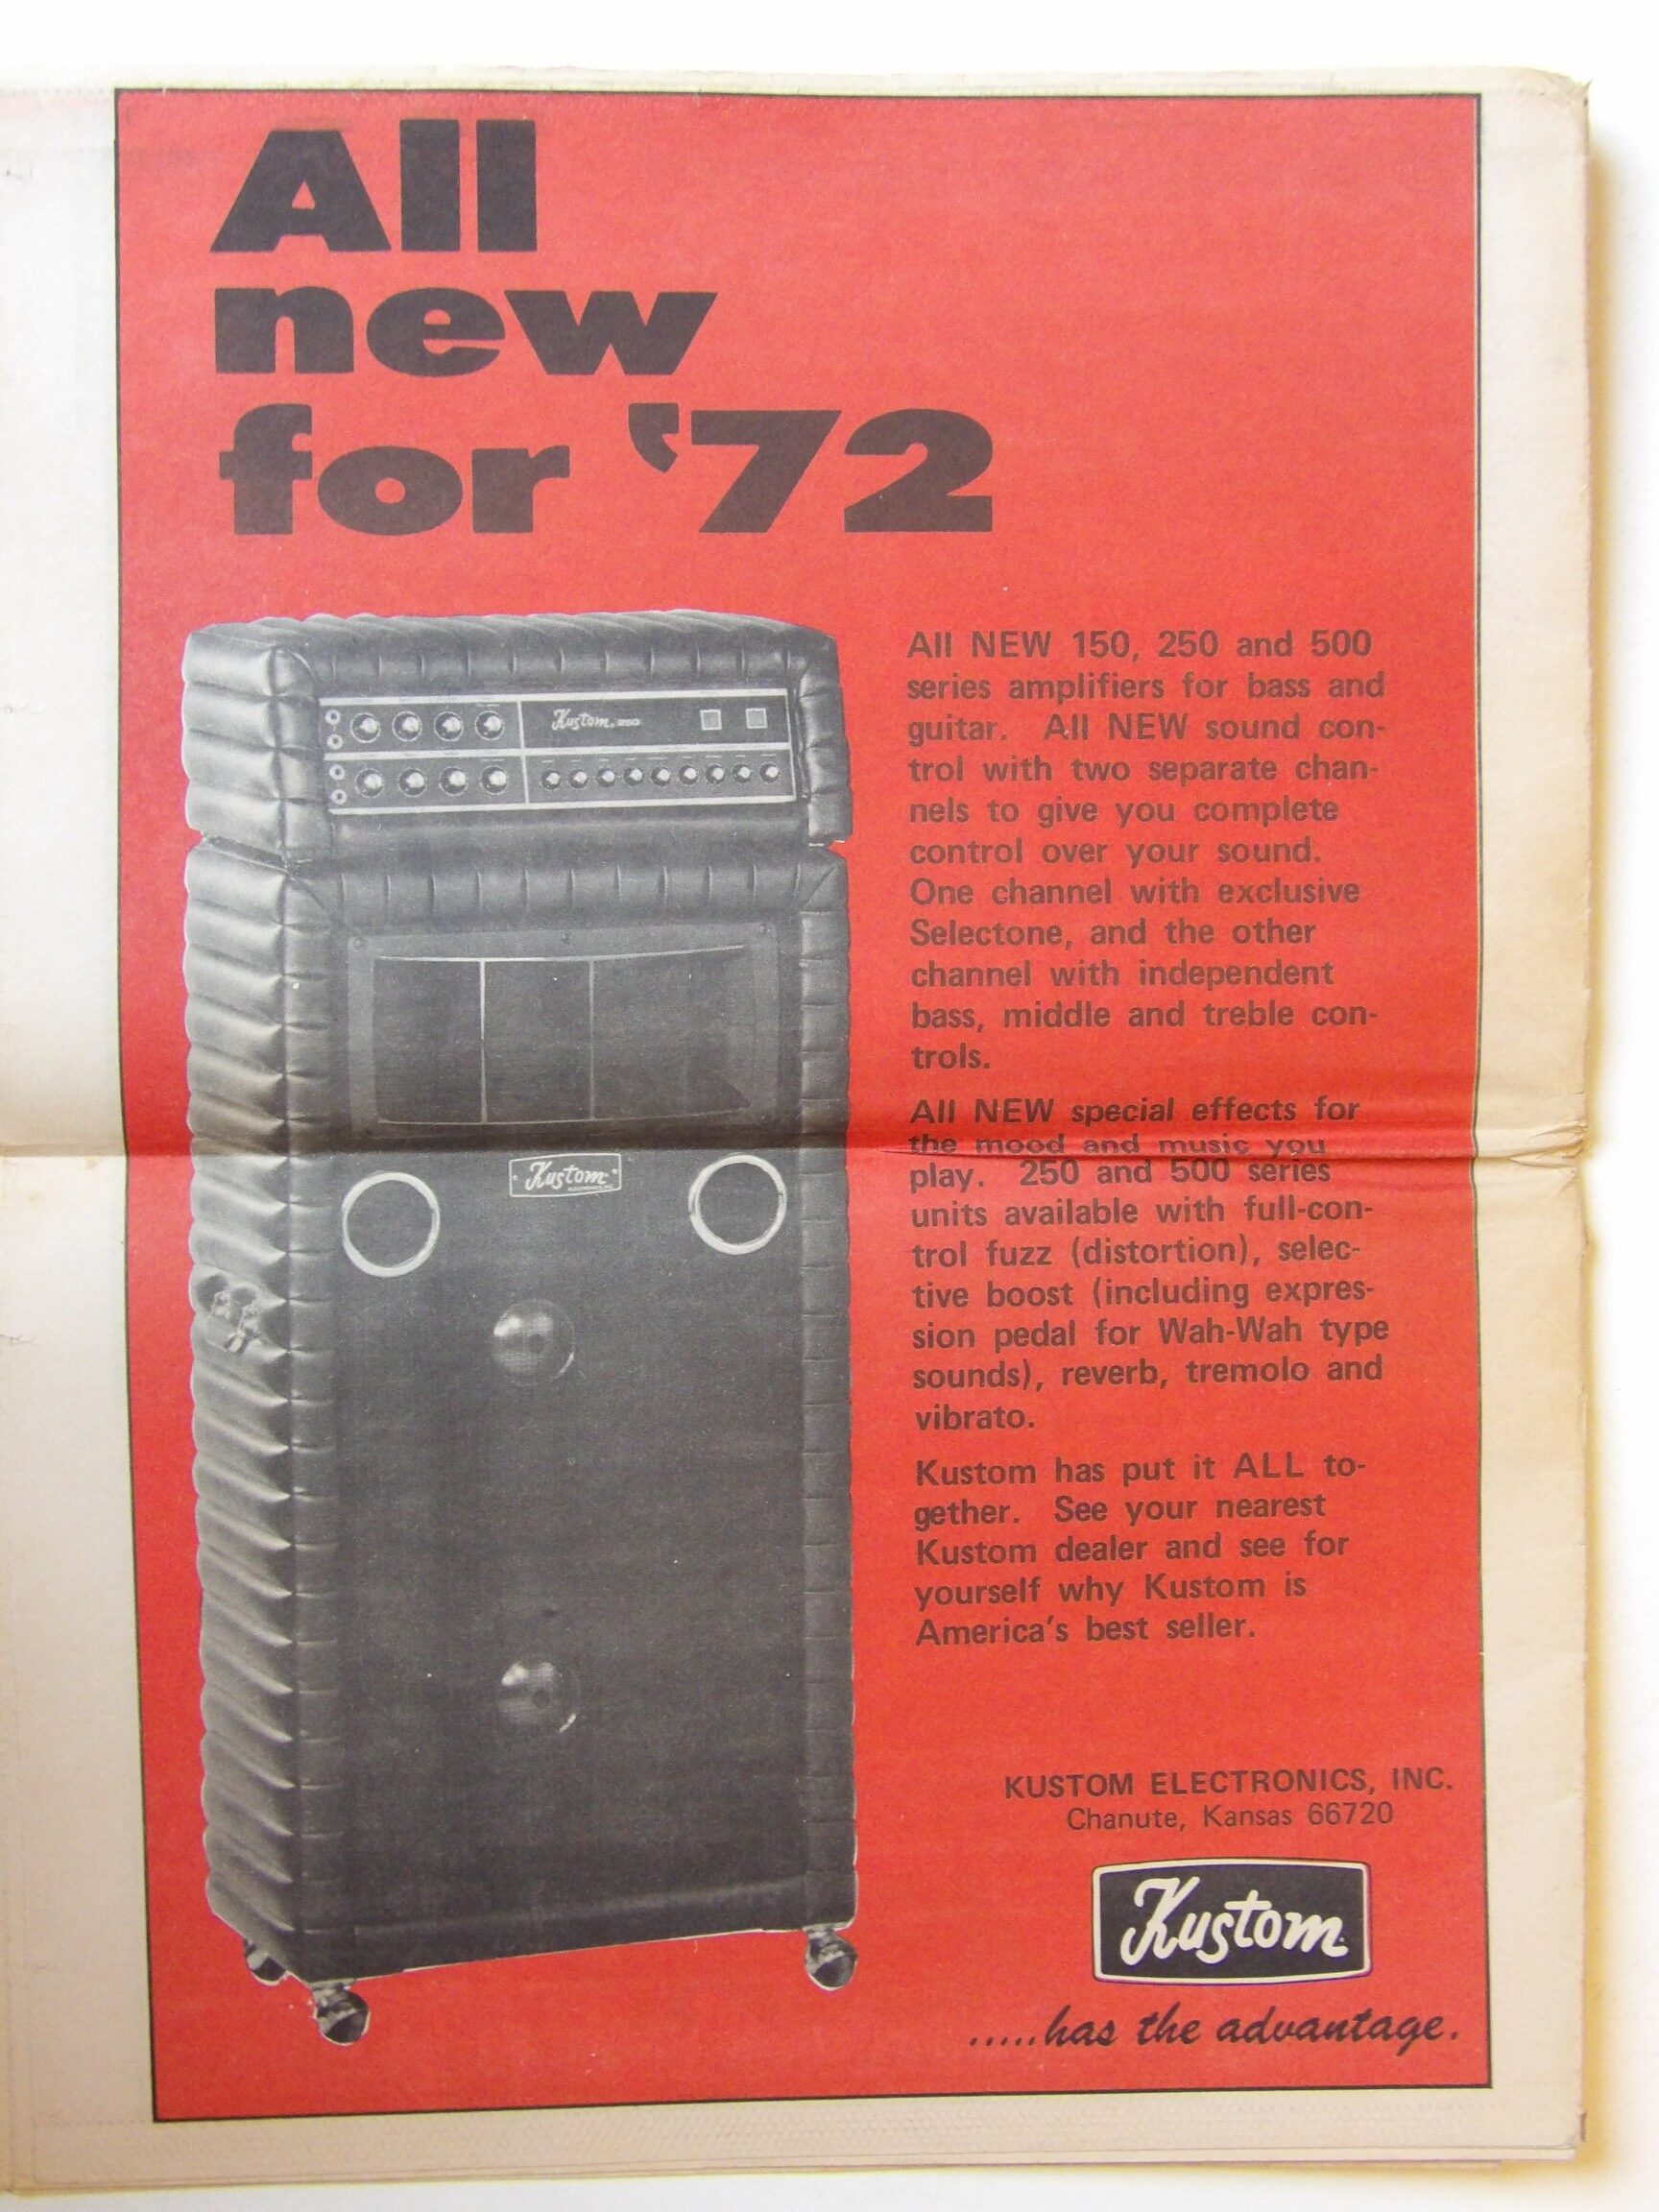 All
new
for '72
Kustom 250
Kustom
All NEW 150, 250 and 500
series amplifiers for bass and
guitar. All NEW sound con-
trol with two separate chan-
nels to give you complete
control over your sound.
One channel with exclusive
Selectone, and the other
channel with independent
bass, middle and treble con-
trols.
All NEW special effects for
the mood and music you
play. 250 and 500 series
units available with full-con-
trol fuzz (distortion), selec-
tive boost (including expres-
sion pedal for Wah-Wah type
sounds), reverb, tremolo and
vibrato.
Kustom has put it ALL to-
gether. See your nearest
Kustom dealer and see for
yourself why Kustom is
America's best seller.
KUSTOM ELECTRONICS, INC.
Chanute, Kansas 66720
Kustom
.....has the advantage.